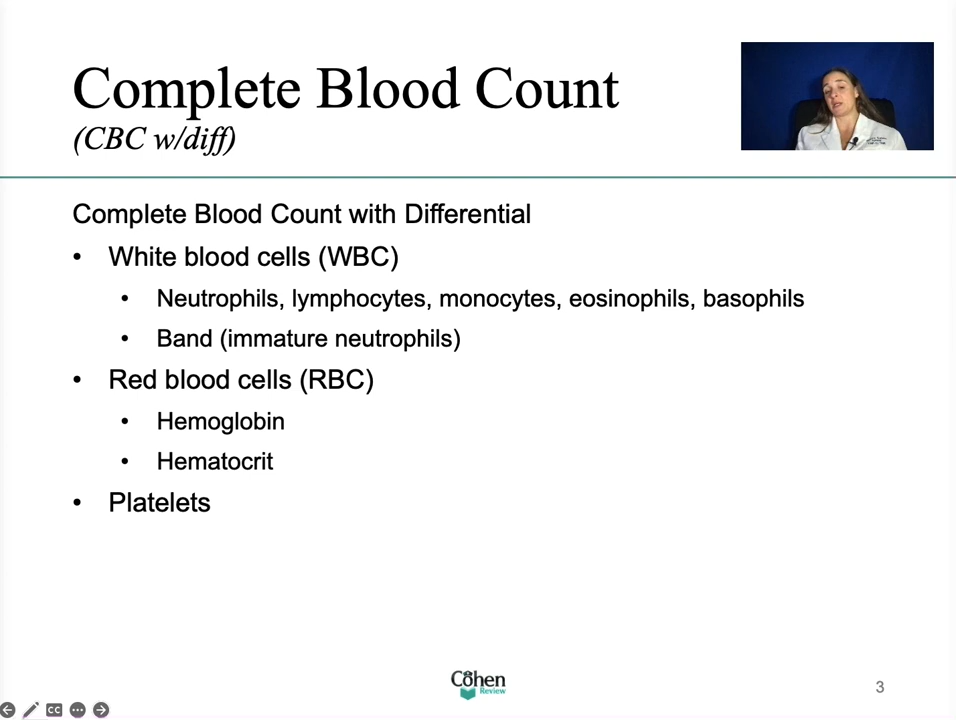 Complete Blood Count
(CBC w/diff)
Complete Blood Count with Differential
• White blood cells (WBC)
• Neutrophils, lymphocytes, monocytes, eosinophils, basophils
• Band (immature neutrophils)
• Red blood cells (RBC)
• Hemoglobin
• Hematocrit
• Platelets
Cohen
Review
3
CC